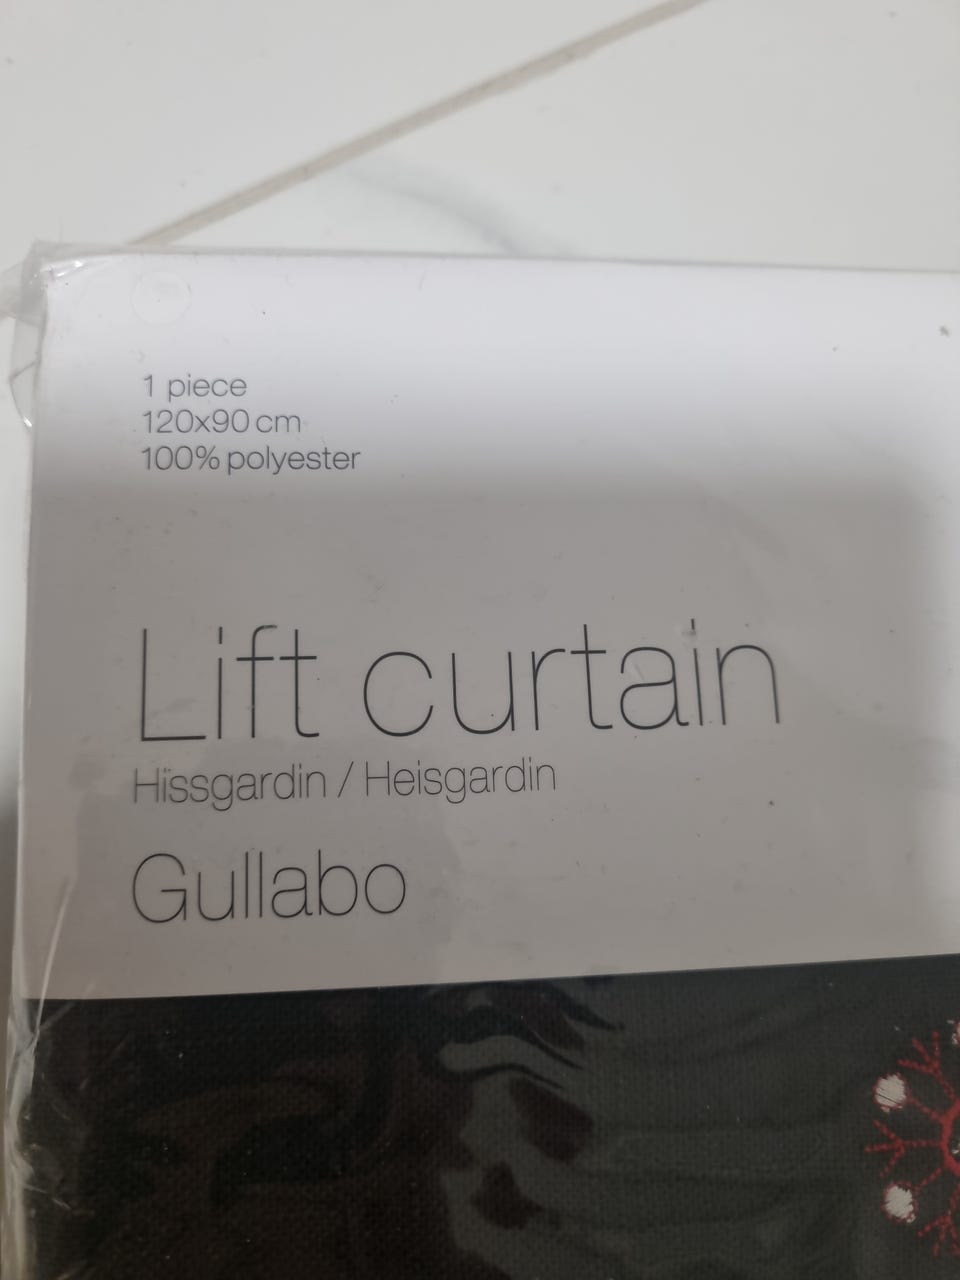 1 piece
120x90 cm
100% polyester
Lift curtain
Hissgardin / Heisgardin
Gullabo